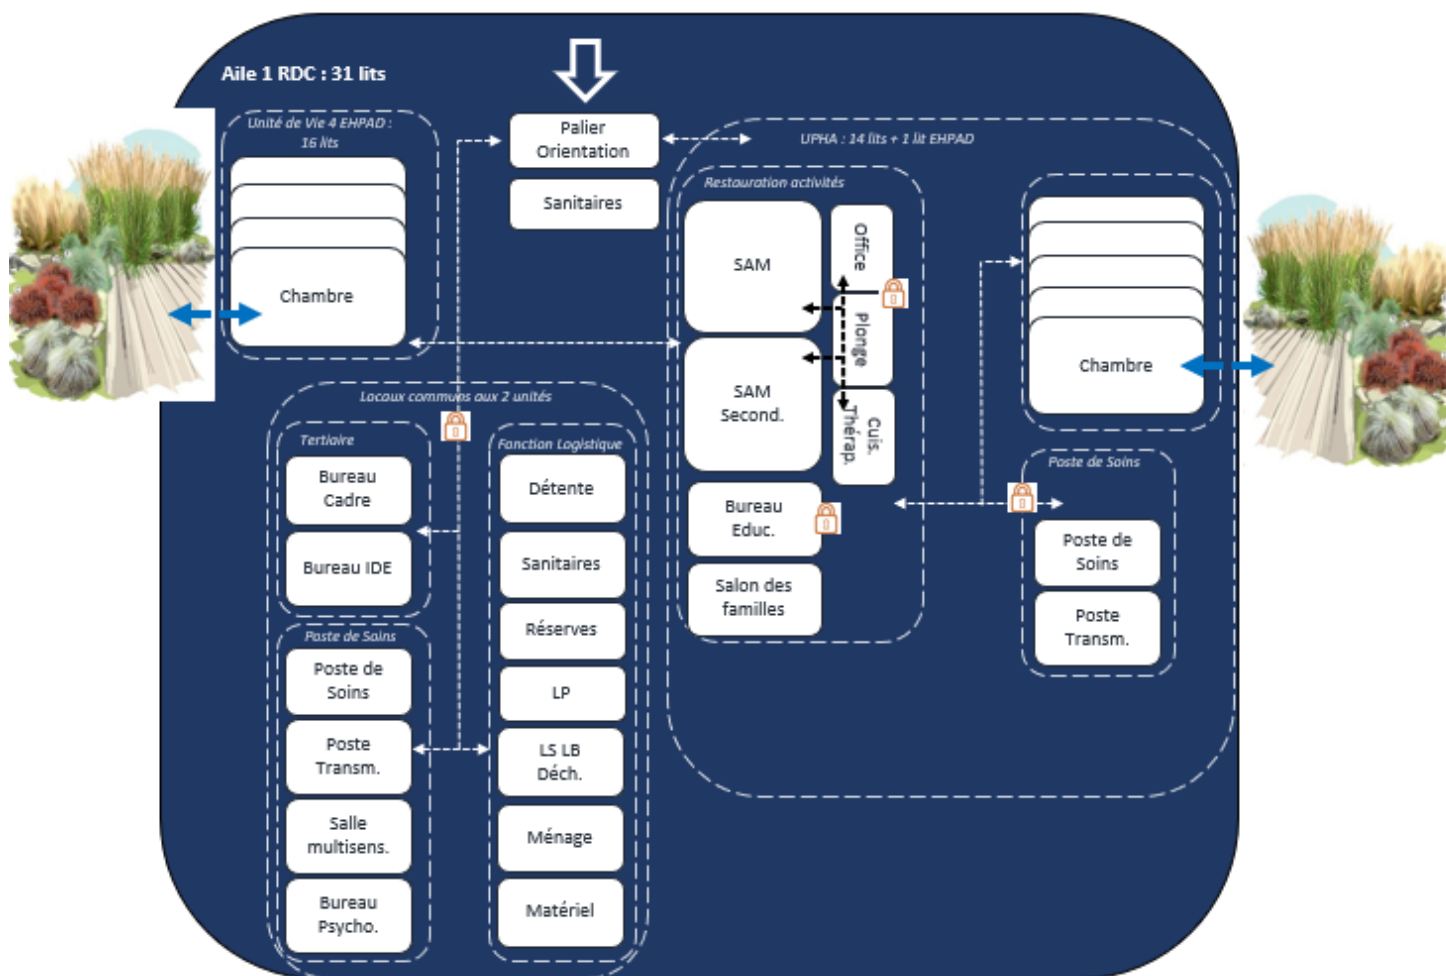 Aile 1 RDC : 31 lits
Unité de Vie 4 EHPAD :
16 lits
Chambre
Palier
Orientation
Sanitaires
UPHA : 14 lits + 1 lit EHPAD
Restauration activités
SAM
Office
Plonge
SAM
Second.
Cuis.
Thérap.
Bureau
Educ.
Salon des
familles
Chambre
Poste de Soins
Poste de
Soins
Poste
Transm.
Locaux communs aux 2 unités
Tertiaire
Bureau
Cadre
Bureau IDE
Poste de Soins
Poste de
Soins
Poste
Transm.
Salle
multisens.
Bureau
Psycho.
Fonction Logistique
Détente
Sanitaires
Réserves
LP
LS LB
Déch.
Ménage
Matériel